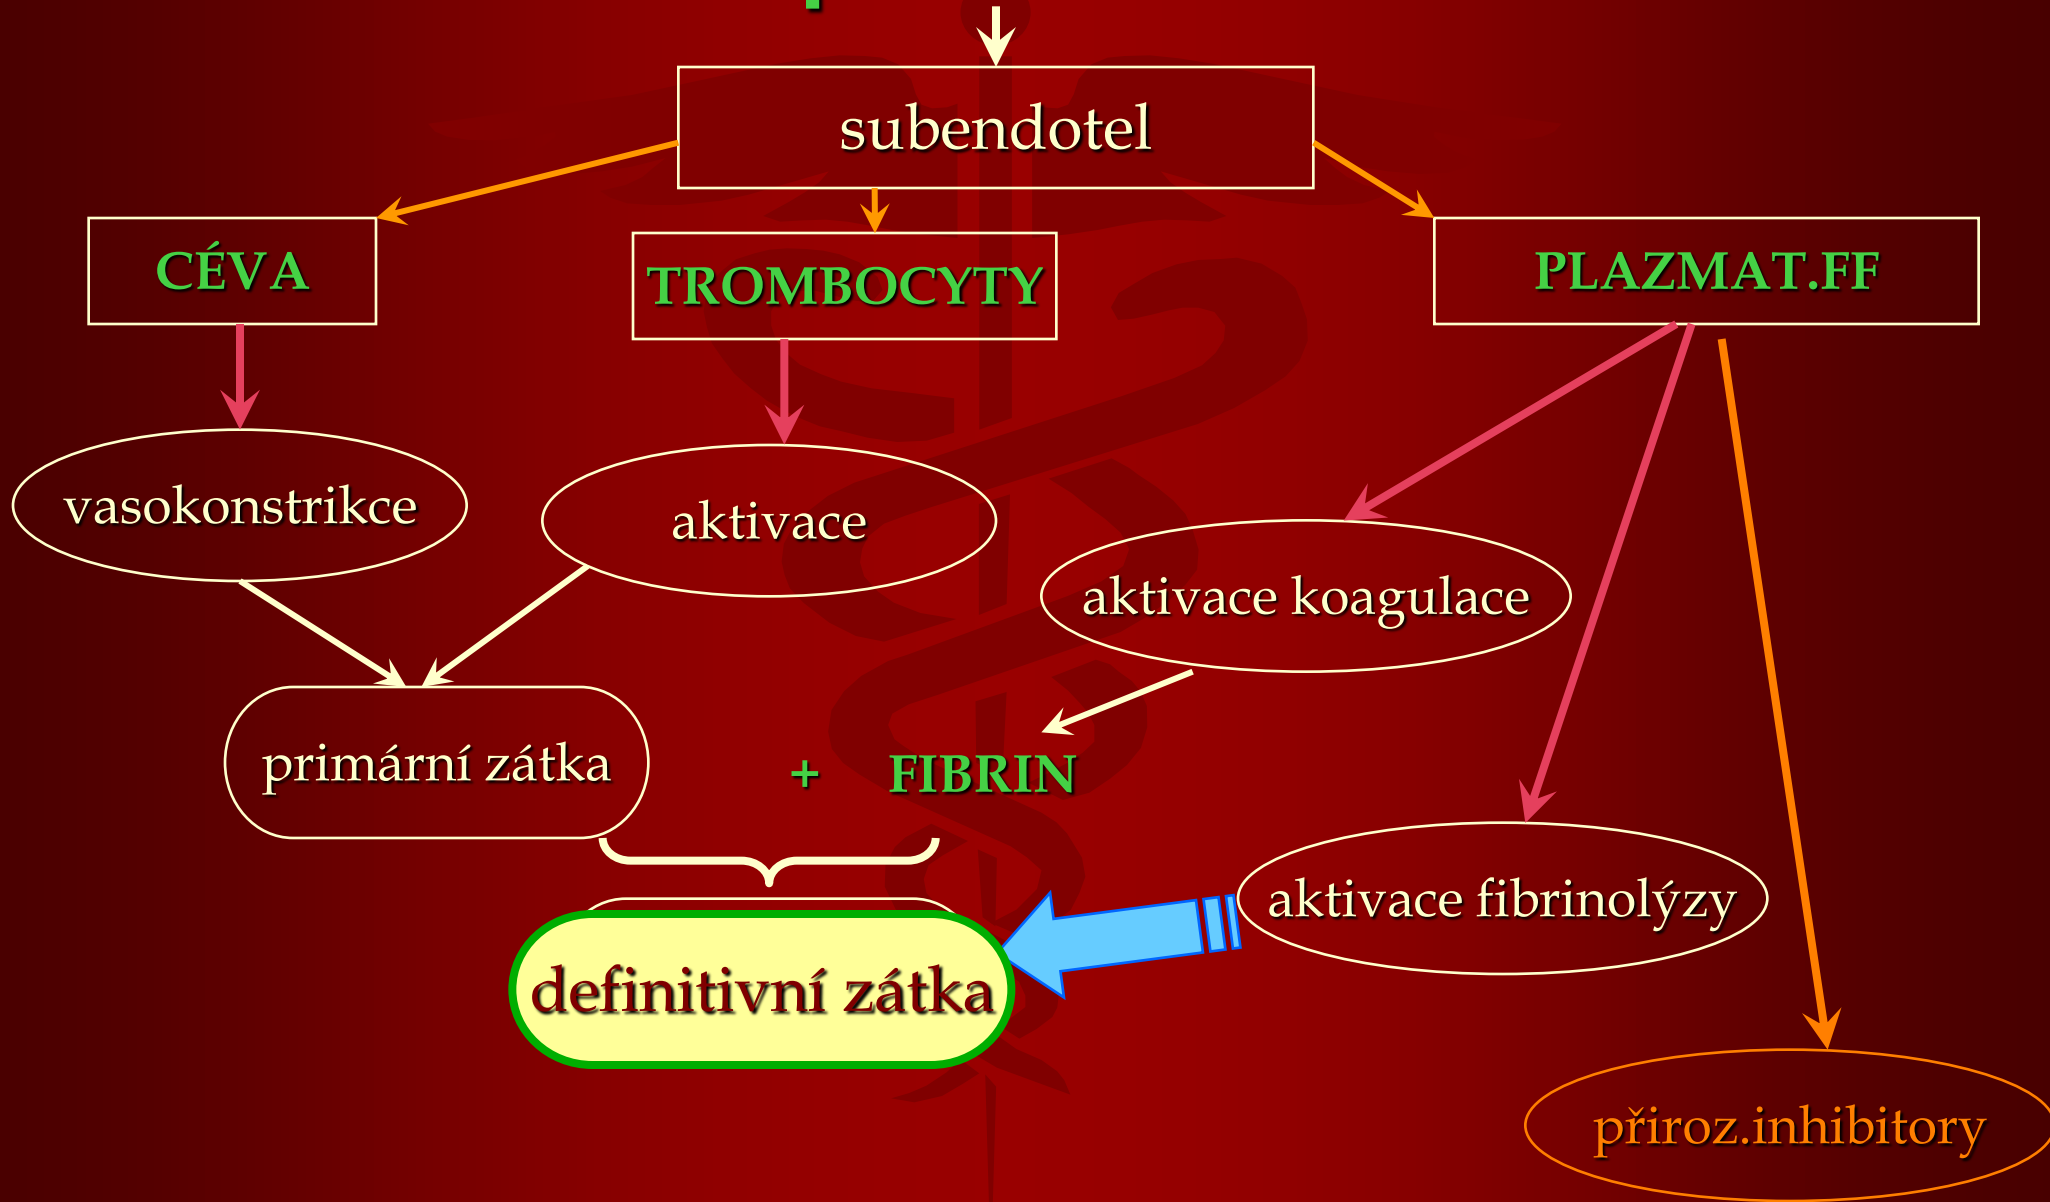 subendotel
CÉVA
TROMBOCYTY
PLAZMAT.FF
vasokonstrikce
aktivace
aktivace koagulace
primární zátka
+ FIBRIN
aktivace fibrinolýzy
definitivní zátka
přiroz.inhibitory